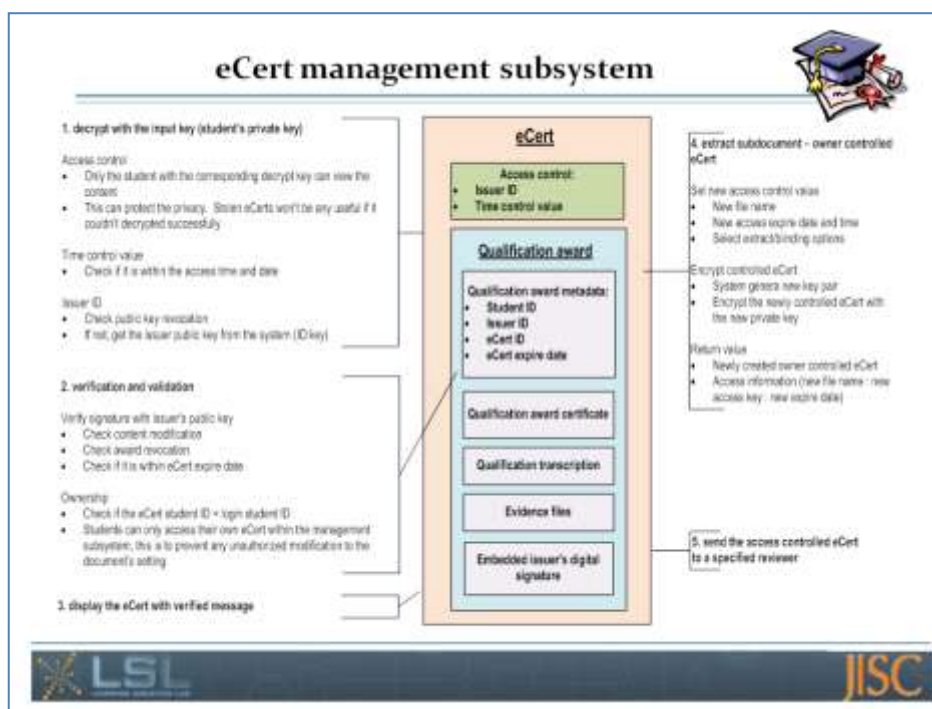 eCert management subsystem
1. decrypt with the input key (student's private key)
Access control
• Only the student with the corresponding decrypt key can view the
content
• This can protect the privacy. Stolen eCerts won't be any useful if it
couldn't decrypted successfully
Time control value
• Check if it is within the access time and date
Issuer ID
• Check public key revocation
• If not, get the issuer public key from the system (ID key)
2. verification and validation
Verify signature with issuer's public key
• Check content modification
• Check award revocation
• Check if it is within eCert expire date
Ownership
• Check if the eCert student ID = login student ID
• Students can only access their own eCert within the management
subsystem, this is to prevent any unauthorized modification to the
document's setting
3. display the eCert with verified message
eCert
Access control:
• Issuer ID
• Time control value
Qualification award
Qualification award metadata:
• Student ID
• Issuer ID
• eCert ID
• eCert expire date
Qualification award certificate
Qualification transcription
Evidence files
Embedded issuer's digital
signature
4. extract subdocument – owner controlled
eCert
Set new access control value
• New file name
• New access expire date and time
• Select extract/binding options
Encrypt controlled eCert
• System genera new key pair
• Encrypt the newly controlled eCert with
the new private key
Return value
• Newly created owner controlled eCert
• Access information (new file name : new
access key : new expire date)
5. send the access controlled eCert
to a specified reviewer
LSL
JISC